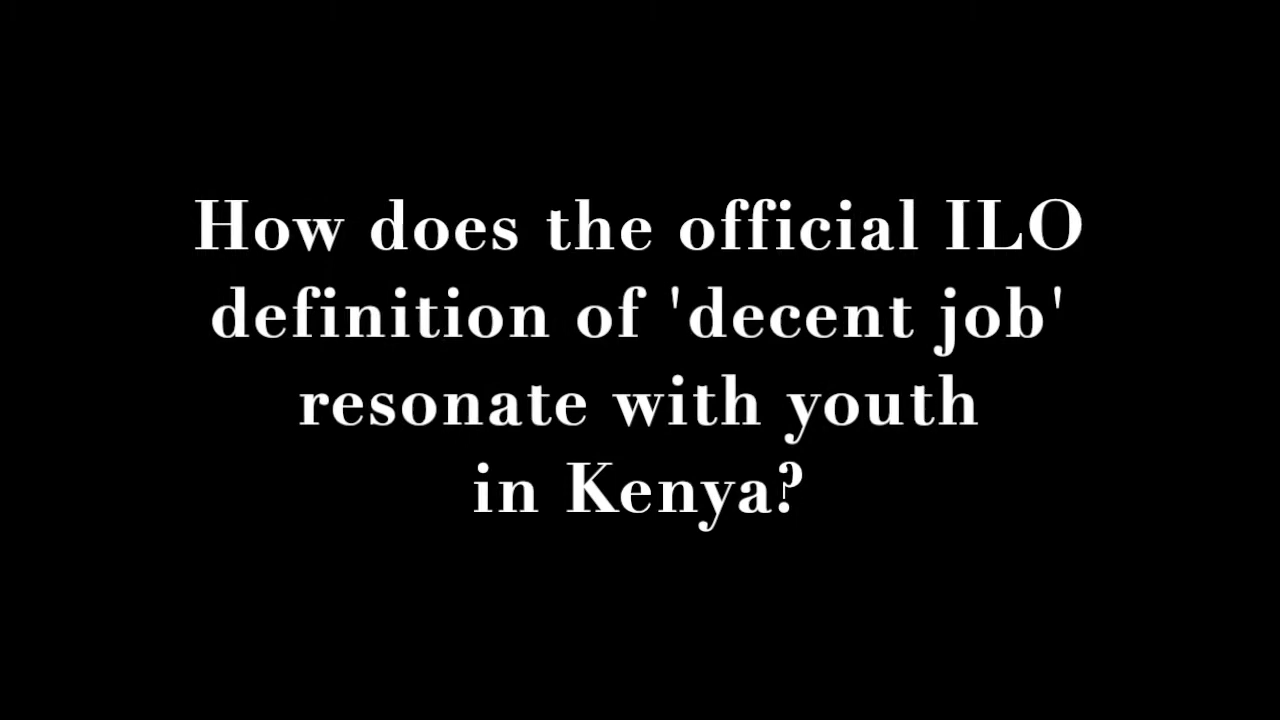 How does the official ILO
definition of 'decent job'
resonate with youth
in Kenya?